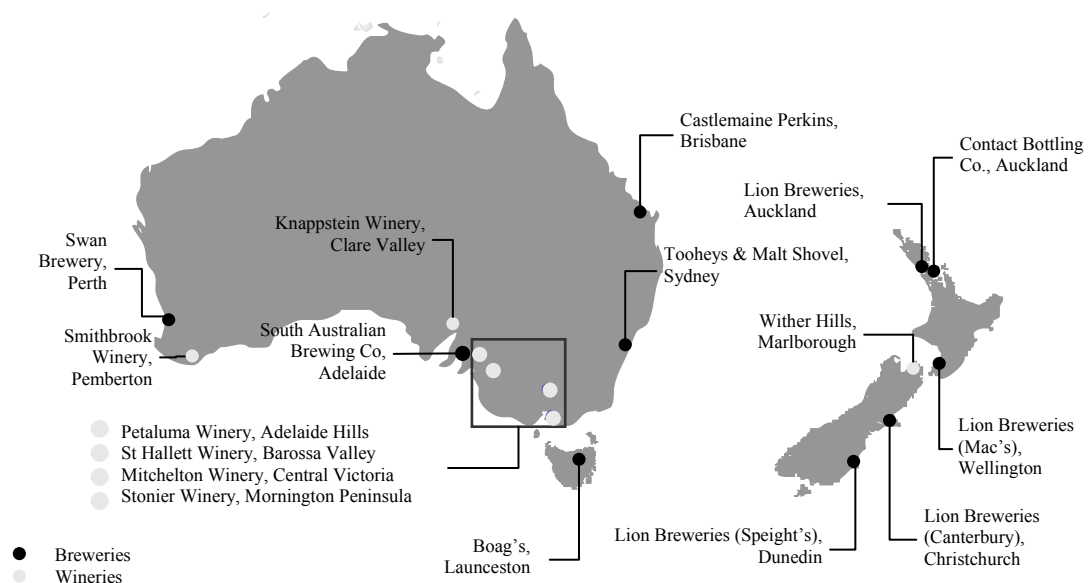 Castlemaine Perkins,
Brisbane
Contact Bottling
Co., Auckland
Lion Breweries,
Auckland
Knappstein Winery,
Clare Valley
Swan
Brewery,
Perth
Tooheys & Malt Shovel,
Sydney
Smithbrook
Winery,
Pemberton
South Australian
Brewing Co,
Adelaide
Wither Hills,
Marlborough
Petaluma Winery, Adelaide Hills
St Hallett Winery, Barossa Valley
Mitchelton Winery, Central Victoria
Stonier Winery, Mornington Peninsula
Lion Breweries
(Mac's),
Wellington
Boag's,
Launceston
Lion Breweries (Speight's),
Dunedin
Lion Breweries
(Canterbury),
Christchurch
Breweries
Wineries